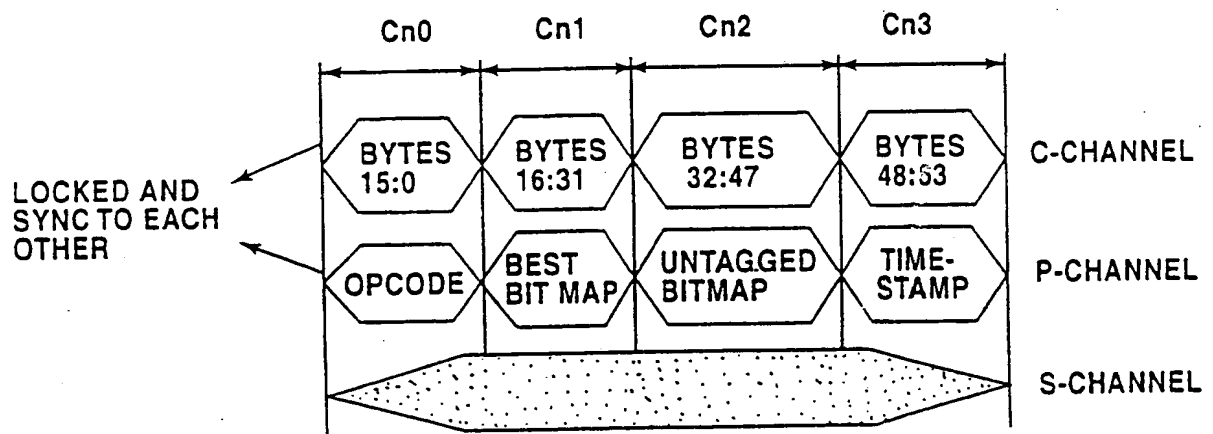 Cn0 Cn1 Cn2 Cn3
BYTES
15:0
BYTES
16:31
BYTES
32:47
BYTES
48:63
C-CHANNEL
LOCKED AND
SYNC TO EACH
OTHER
OPCODE
BEST
BIT MAP
UNTAGGED
BITMAP
TIME-
STAMP
P-CHANNEL
S-CHANNEL